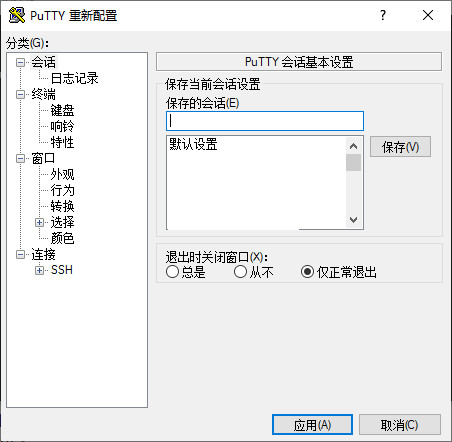 PuTTY 重新配置
?
分类(G):
会话
日志记录
终端
键盘
响铃
特性
窗口
外观
行为
转换
选择
颜色
连接
SSH
PuTTY 会话基本设置
保存当前会话设置
保存的会话(E)
默认设置
保存(V)
退出时关闭窗口(X):
总是
从不
仅正常退出
应用(A)
取消(C)